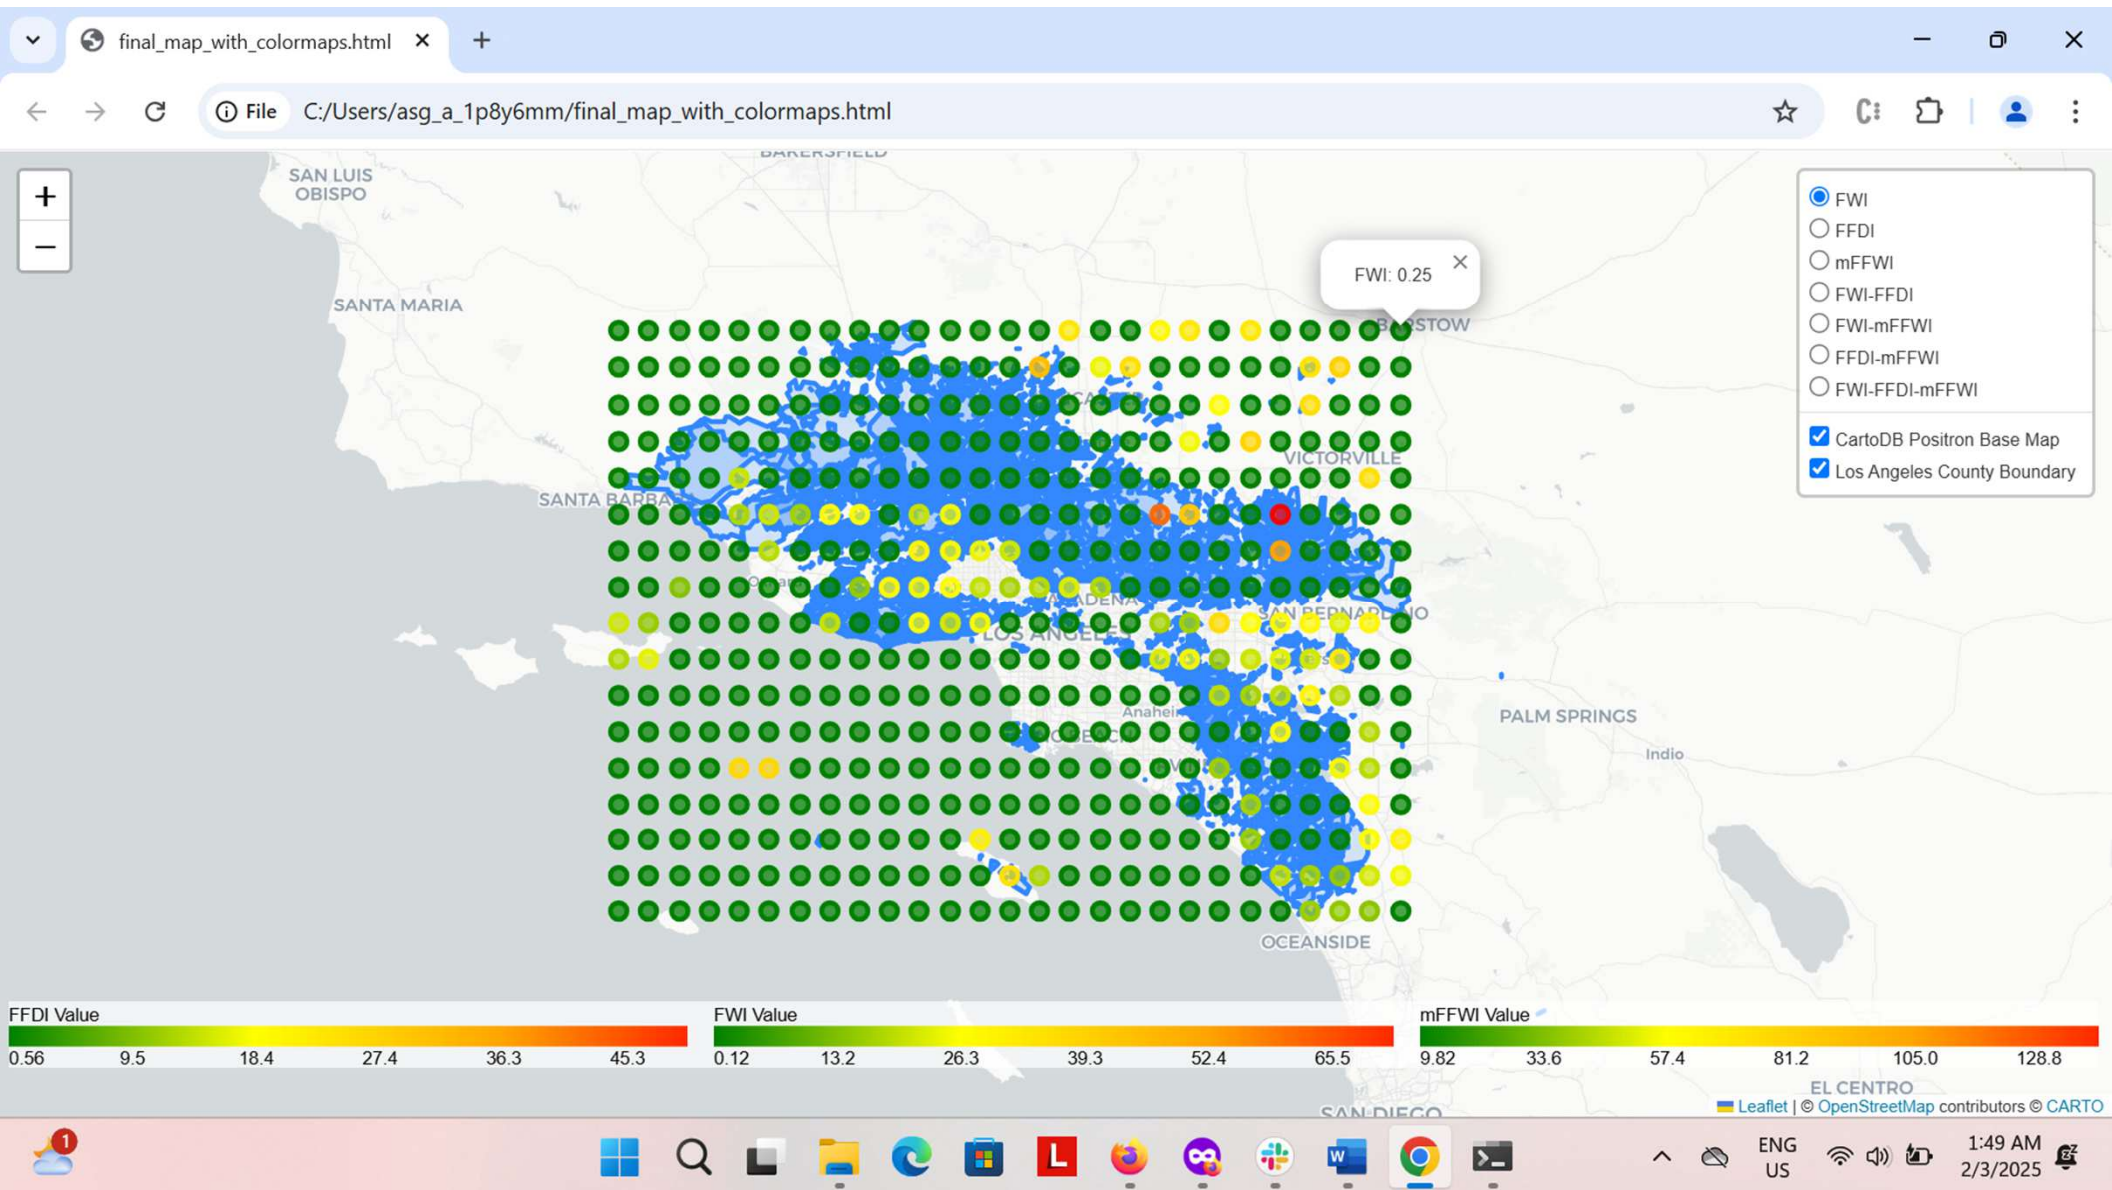 final_map_with_colormaps.html
File
C:/Users/asg_a_1p8y6mm/final_map_with_colormaps.html
BAKERSFIELD
SAN LUIS
OBISPO
FWI
FFDI
mFFWI
FWI-FFDI
FWI-mFFWI
FFDI-mFFWI
FWI-FFDI-mFFWI
CartoDB Positron Base Map
Los Angeles County Boundary
FWI: 0.25
SANTA MARIA
BARSTOW
VICTORVILLE
SANTA BARBA
SAN BERNARDINO
LOS ANGELES
Anahei
PALM SPRINGS
Indio
OCEANSIDE
FFDI Value
0.56 9.5 18.4 27.4 36.3 45.3
FWI Value
0.12 13.2 26.3 39.3 52.4 65.5
mFFWI Value
9.82 33.6 57.4 81.2 105.0 128.8
EL CENTRO
SAN DIEGO
Leaflet | © OpenStreetMap contributors © CARTO
1
L
W
ENG
US
1:49 AM
2/3/2025